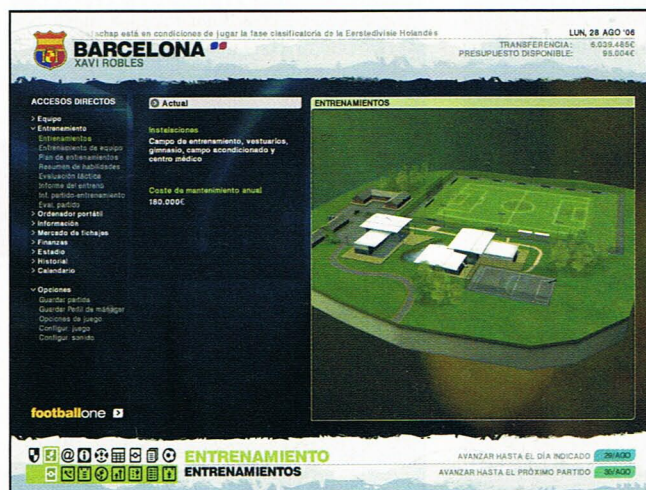 schap está en condiciones de jugar la fase clasificatoria de la Eerstedivisie Holandés
LUN, 28 AGO '06
BARCELONA
XAVI ROBLES
TRANSFERENCIA: 6.039.485€
PRESUPUESTO DISPONIBLE: 95.004€
ACCESOS DIRECTOS
> Equipo
Entrenamiento
Entrenamientos
Entrenamiento de equipo
Plan de entrenamientos
Resumen de habilidades
Evaluación táctica
Informe del entreno
Inf. partido-entrenamiento
Eval. partido
> Ordenador portátil
> Información
> Mercado de fichajes
> Finanzas
> Estadio
> Historial
> Calendario
Opciones
Guardar partida
Guardar Perfil de mánager
Opciones de juego
Configur. juego
Configur. sonido
footballone
Actual
Instalaciones
Campo de entrenamiento, vestuarios,
gimnasio, campo acondicionado y
centro médico
Coste de mantenimiento anual
180.000€
ENTRENAMIENTOS
ENTRENAMIENTO
ENTRENAMIENTOS
AVANZAR HASTA EL DÍA INDICADO 29/AGO
AVANZAR HASTA EL PRÓXIMO PARTIDO 30/AGO